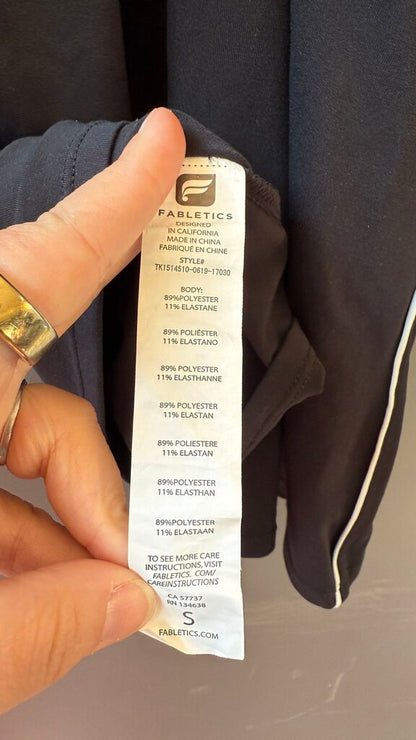 FABLETICS
DESIGNED
IN CALIFORNIA
MADE IN CHINA
FABRIQUÉ EN CHINE
STYLE#
TK1514510-0619-17030
BODY:
89%POLYESTER
11% ELASTANE
89% POLIÉSTER
11% ELASTANO
89% POLYESTER
11% ELASTHANNE
89% POLYESTER
11% ELASTAN
89% POLIESTERE
11% ELASTAN
89%POLYESTER
11% ELASTHAN
89%POLYESTER
11% ELASTAAN
TO SEE MORE CARE
INSTRUCTIONS, VISIT
FABLETICS. COM/
CAREINSTRUCTIONS
CA 57737
RN 134638
S
FABLETICS.COM